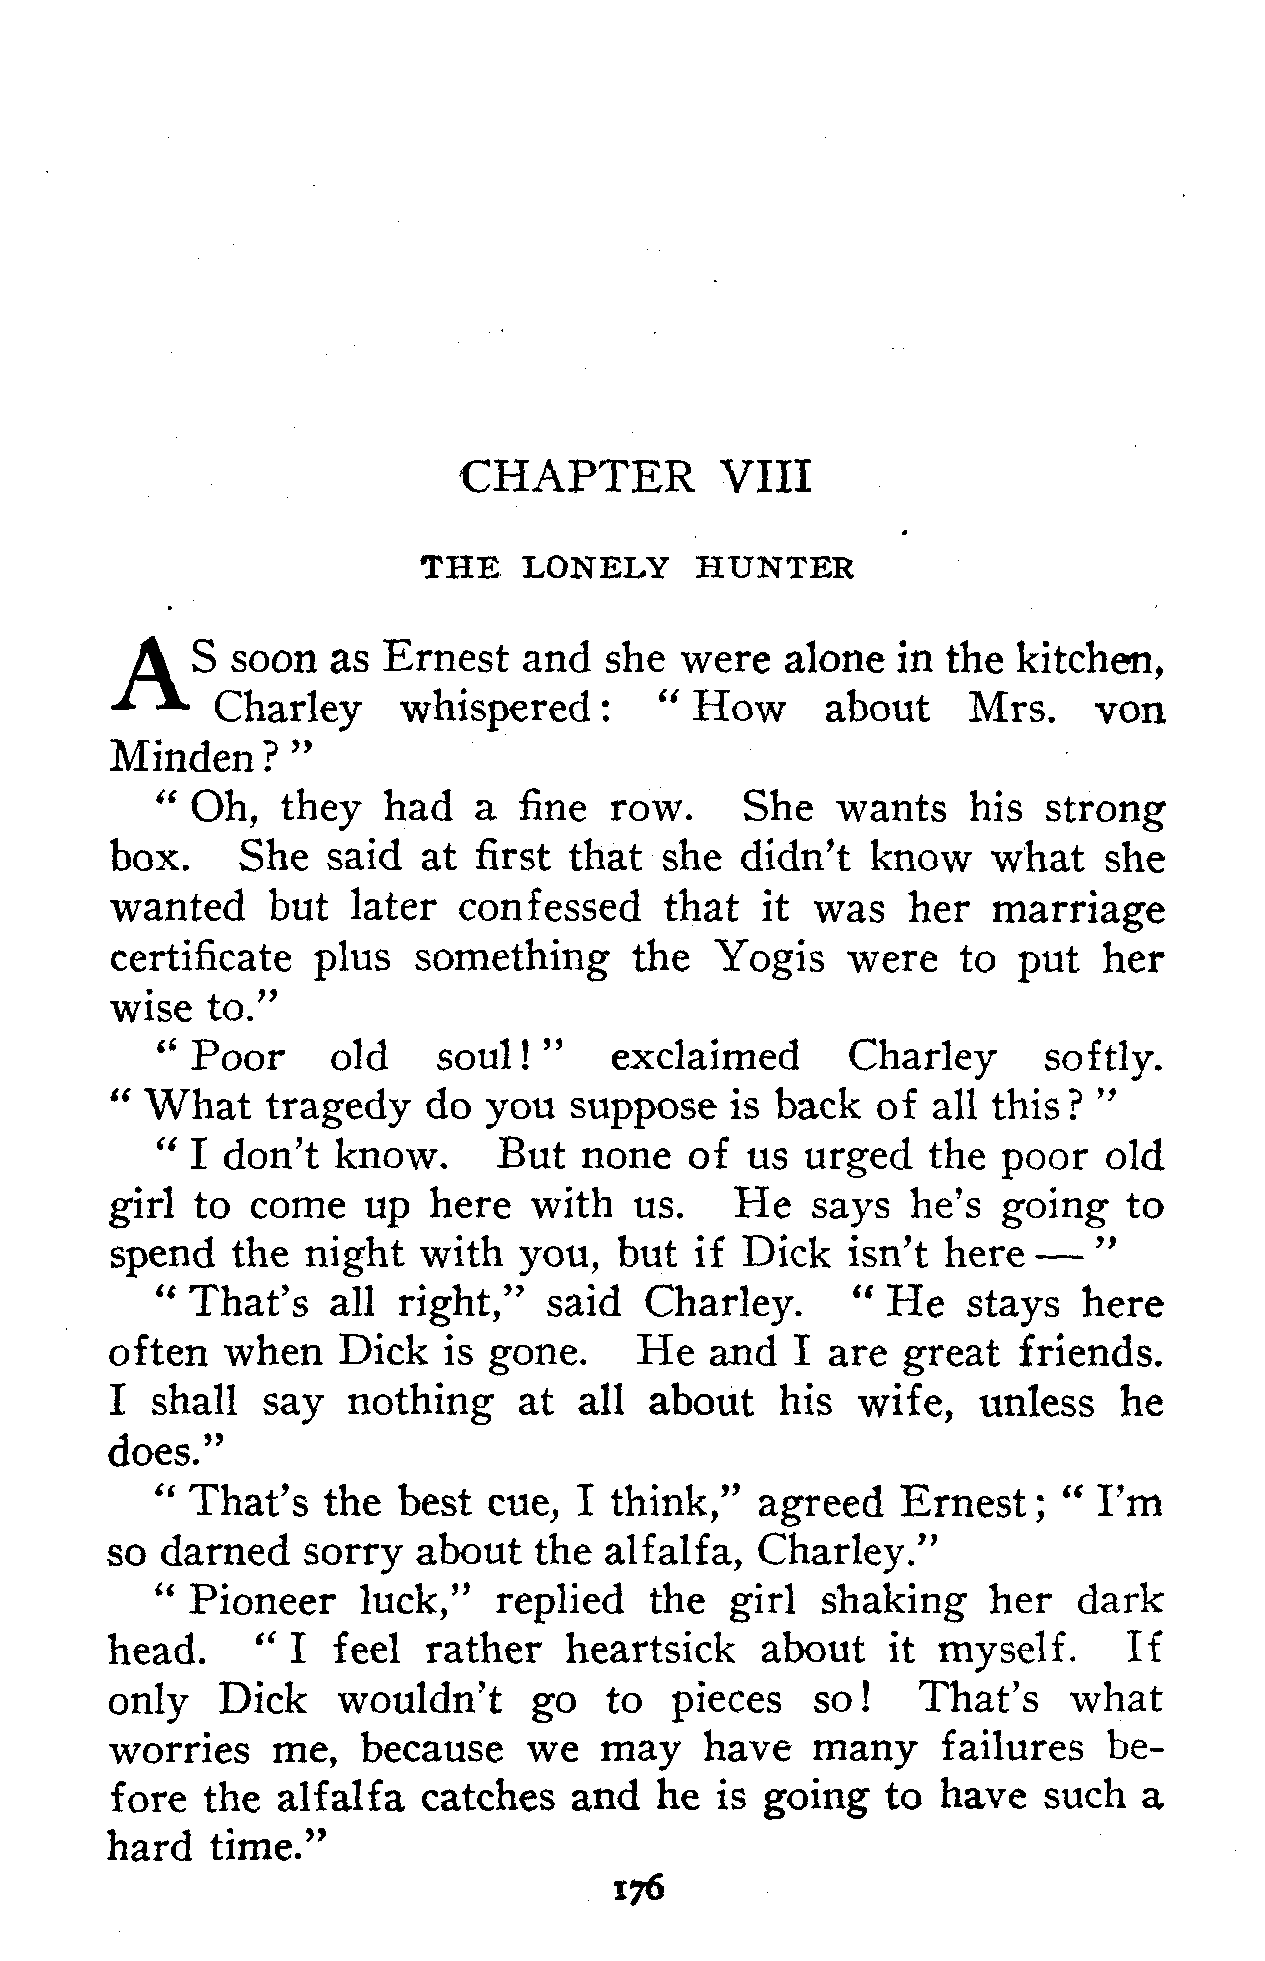 CHAPTER VIII
THE LONELY HUNTER
AS soon as Ernest and she were alone in the kitchen,
Charley whispered: "How about Mrs. von
Minden?"
"Oh, they had a fine row. She wants his strong
box. She said at first that she didn't know what she
wanted but later confessed that it was her marriage
certificate plus something the Yogis were to put her
wise to."
"Poor old soul!" exclaimed Charley softly.
"What tragedy do you suppose is back of all this?"
"I don't know. But none of us urged the poor old
girl to come up here with us. He says he's going to
spend the night with you, but if Dick isn't here—"
"That's all right," said Charley. "He stays here
often when Dick is gone. He and I are great friends.
I shall say nothing at all about his wife, unless he
does."
"That's the best cue, I think," agreed Ernest; "I'm
so darned sorry about the alfalfa, Charley."
"Pioneer luck," replied the girl shaking her dark
head. "I feel rather heartsick about it myself. If
only Dick wouldn't go to pieces so! That's what
worries me, because we may have many failures be-
fore the alfalfa catches and he is going to have such a
hard time."
176